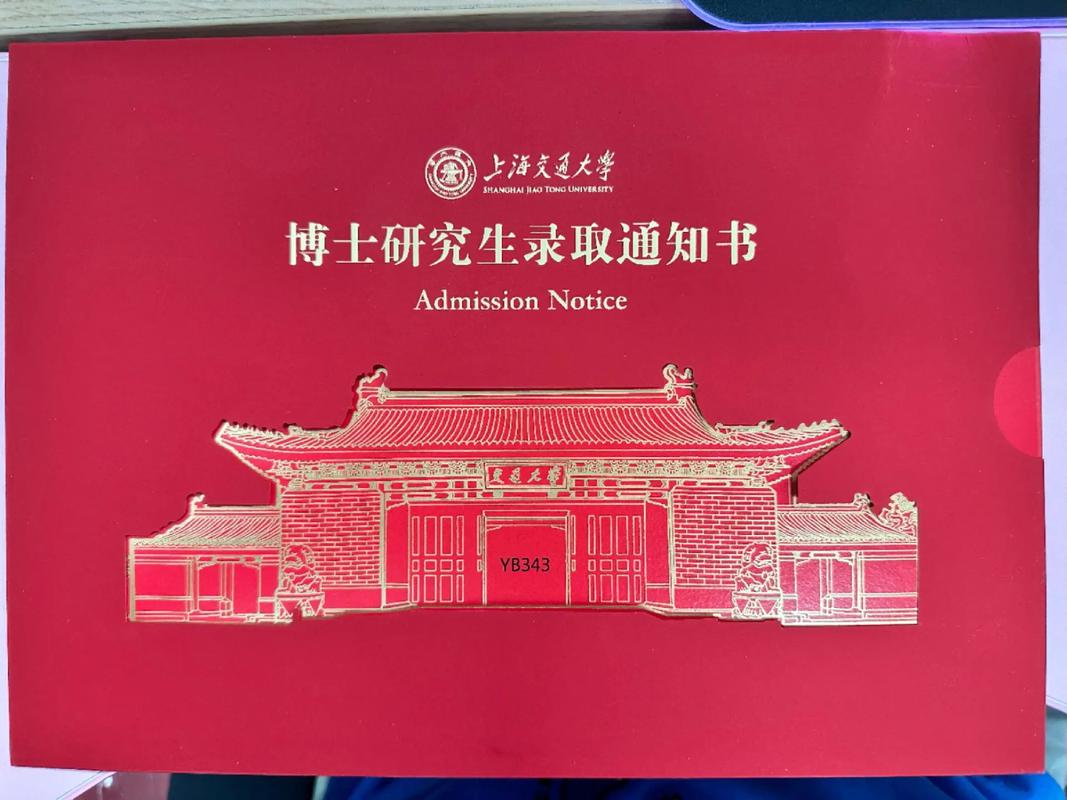 上海交通大学
SHANGHAI JIAO TONG UNIVERSITY
博士研究生录取通知书
Admission Notice
交通大学
YB343